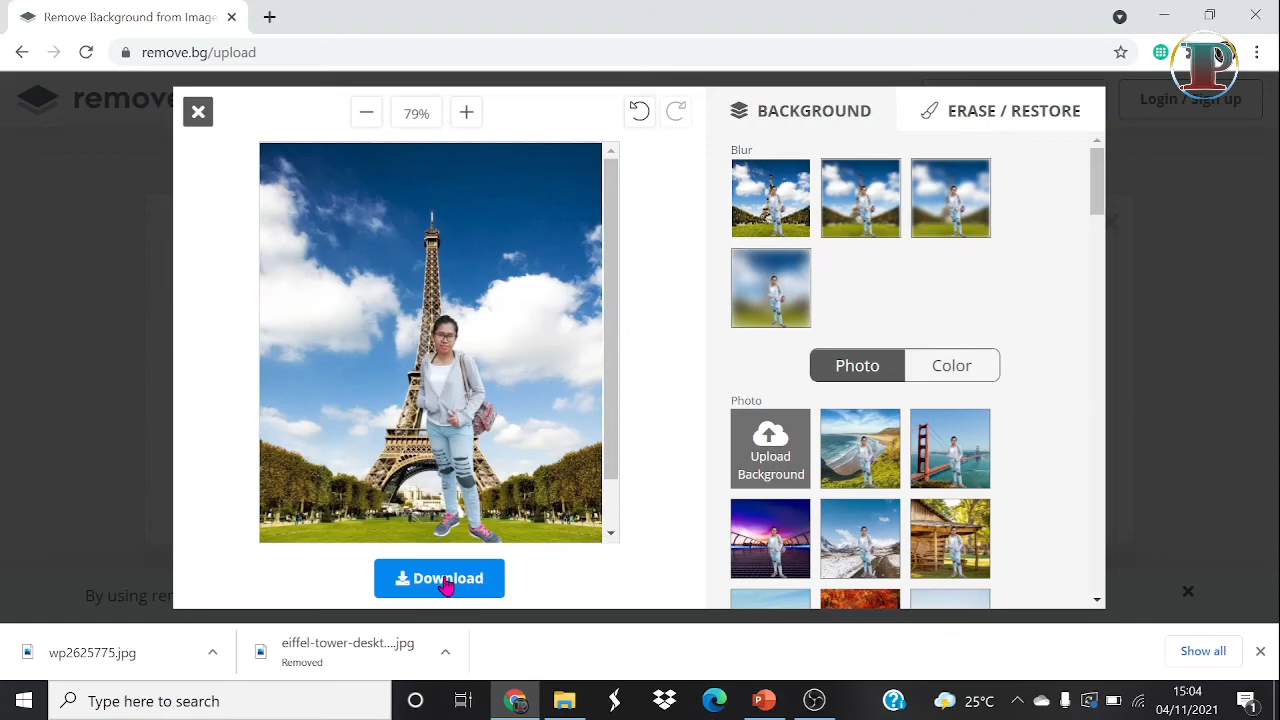 Remove Background from Image
remove.bg/upload
P
remove
Login / Sign up
79%
BACKGROUND
ERASE / RESTORE
Blur
Photo
Color
Photo
Upload
Background
Download
By using rem
wp2625775.jpg
eiffel-tower-deskt....jpg
Removed
Show all
Type here to search
25°C
15:04
04/11/2021
1